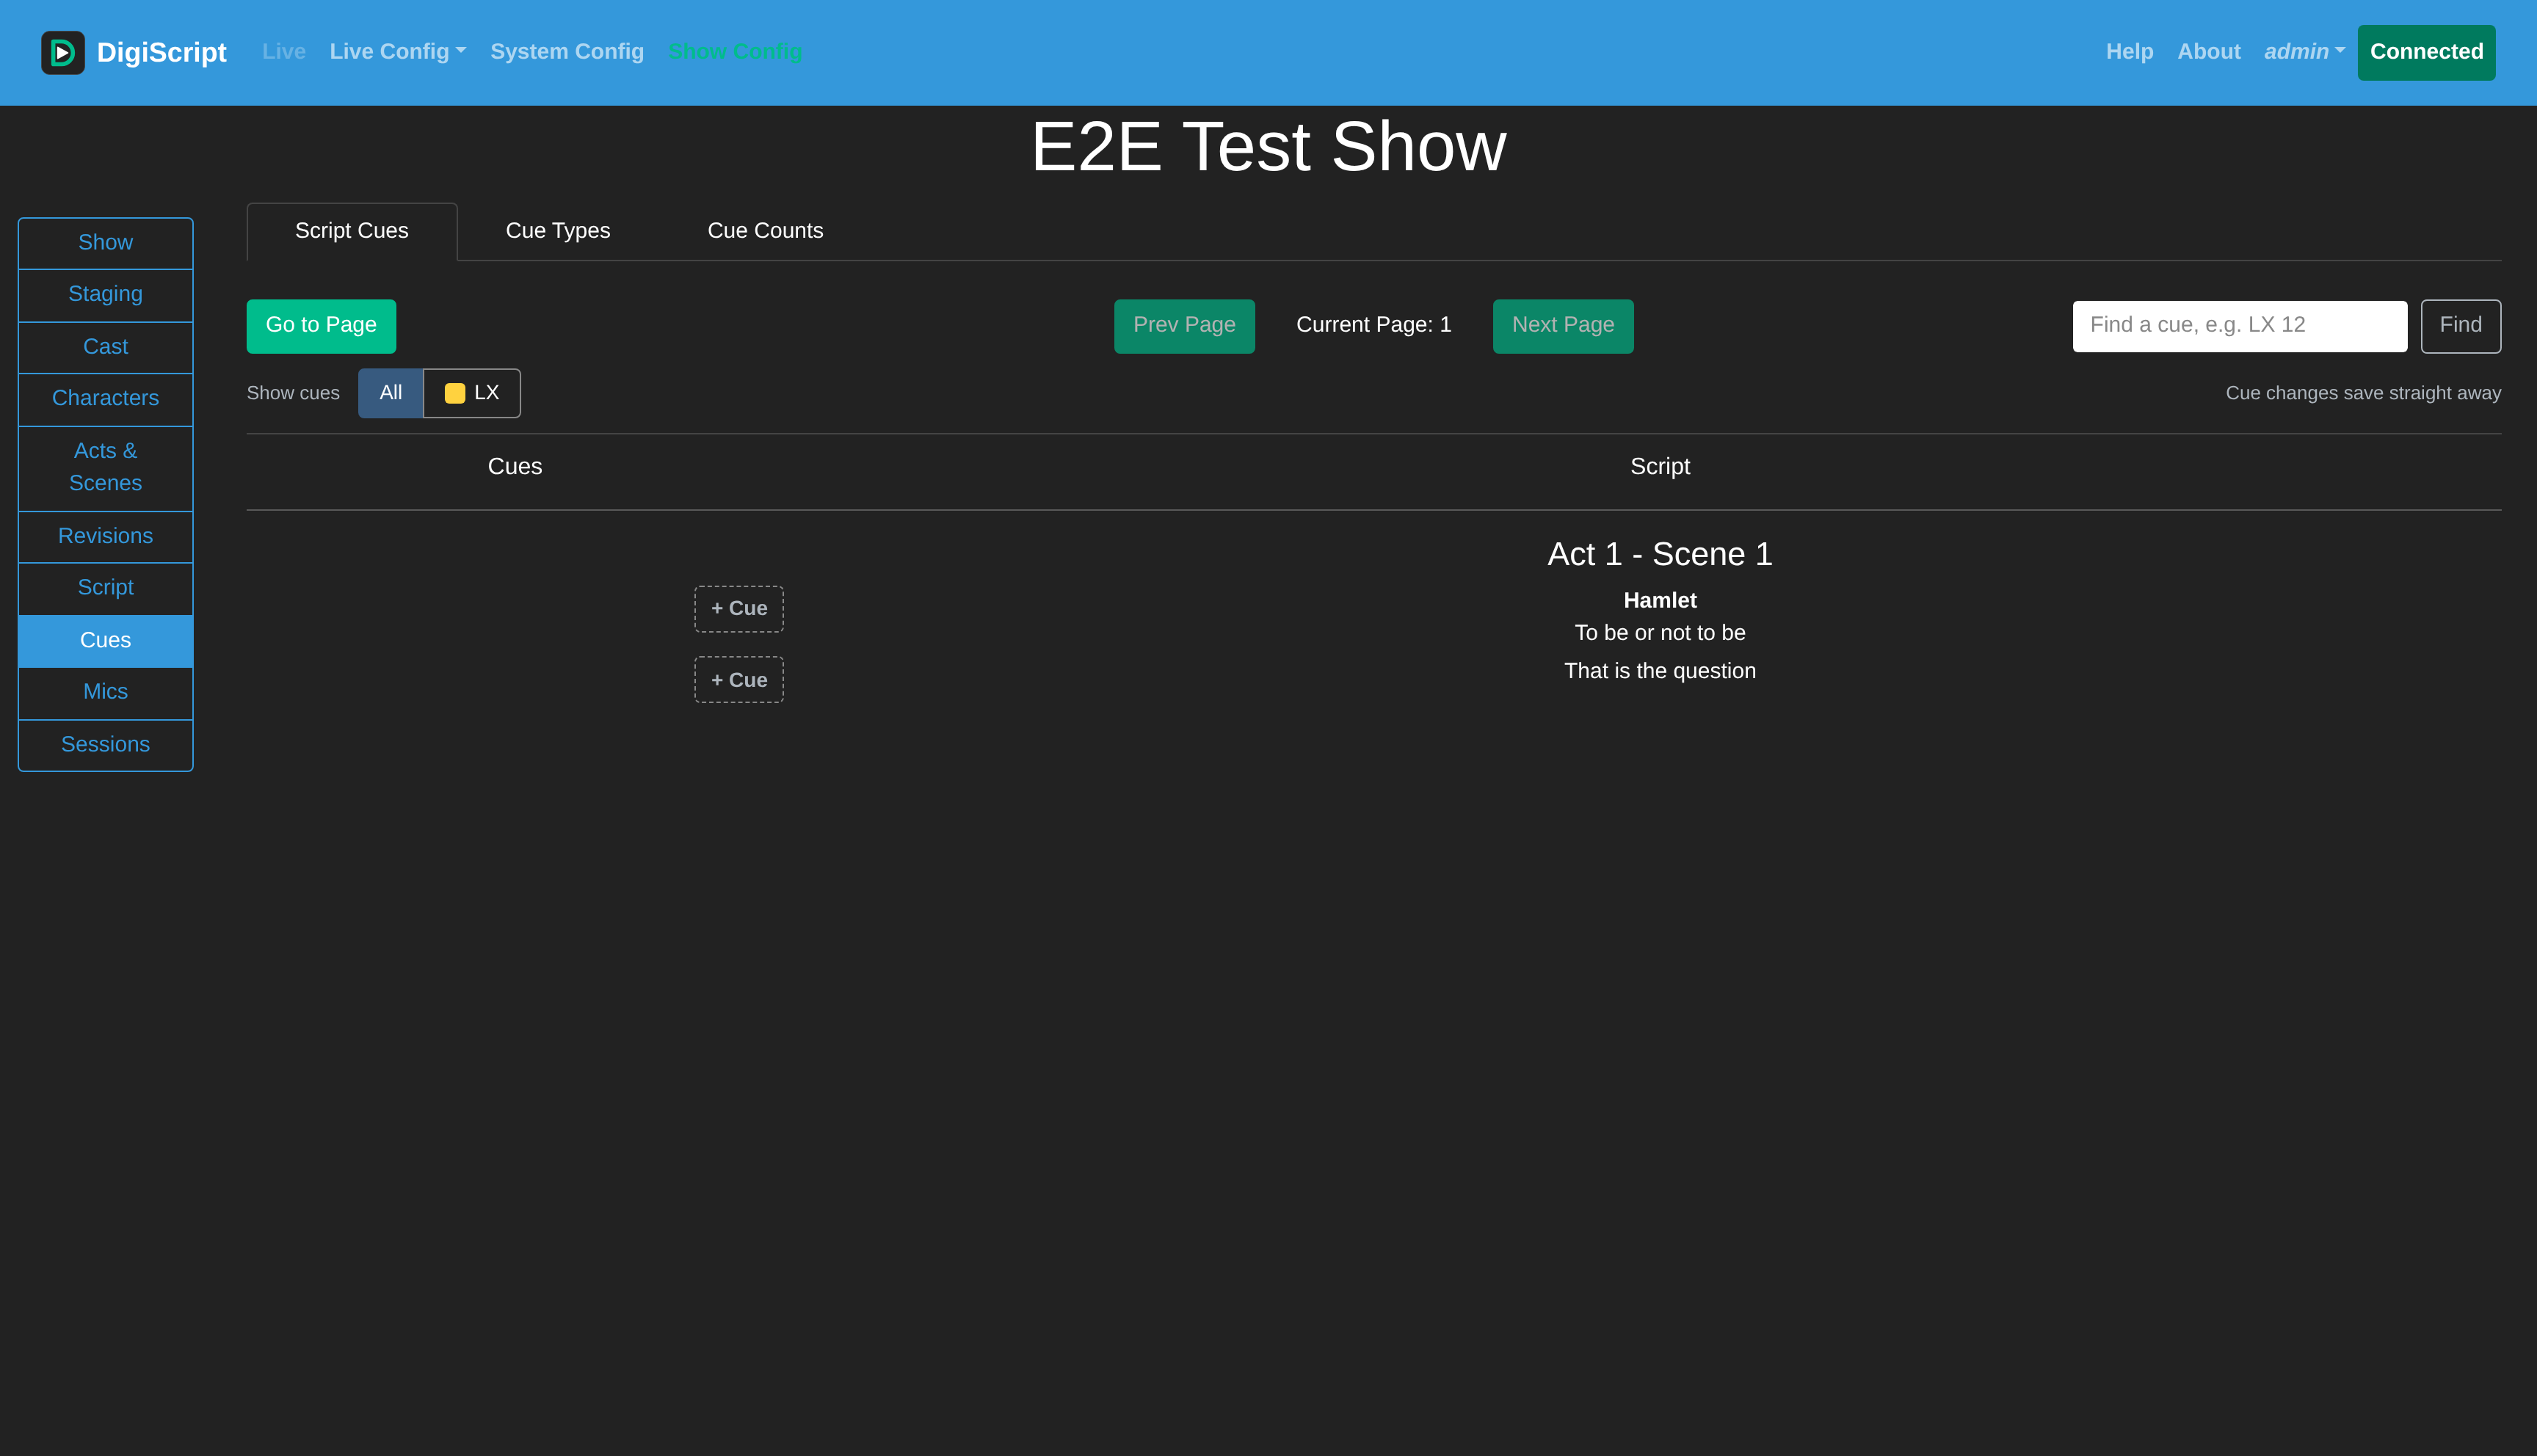 DigiScript Live Live Config System Config Show Config Help About admin Connected
E2E Test Show
Script Cues Cue Types Cue Counts
Show
Staging
Cast
Characters
Acts &
Scenes
Revisions
Script
Cues
Mics
Sessions
Go to Page Prev Page Current Page: 1 Next Page Find a cue, e.g. LX 12 Find
Show cues All LX Cue changes save straight away
Cues Script
Act 1 - Scene 1
+ Cue Hamlet
To be or not to be
+ Cue That is the question